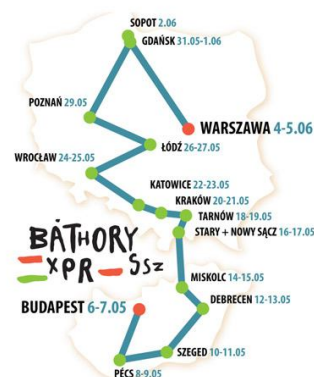 SOPOT 2.06
GDAŃSK 31.05-1.06
POZNAŃ 29.05
WARSZAWA 4-5.06
ŁÓDŹ 26-27.05
WROCŁAW 24-25.05
KATOWICE 22-23.05
KRAKÓW 20-21.05
TARNÓW 18-19.05
STARY + NOWY SĄCZ 16-17.05
BÁTHORY
XPR SSZ
MISKOLC 14-15.05
BUDAPEST 6-7.05
DEBRECEN 12-13.05
SZEGED 10-11.05
PÉCS 8-9.05